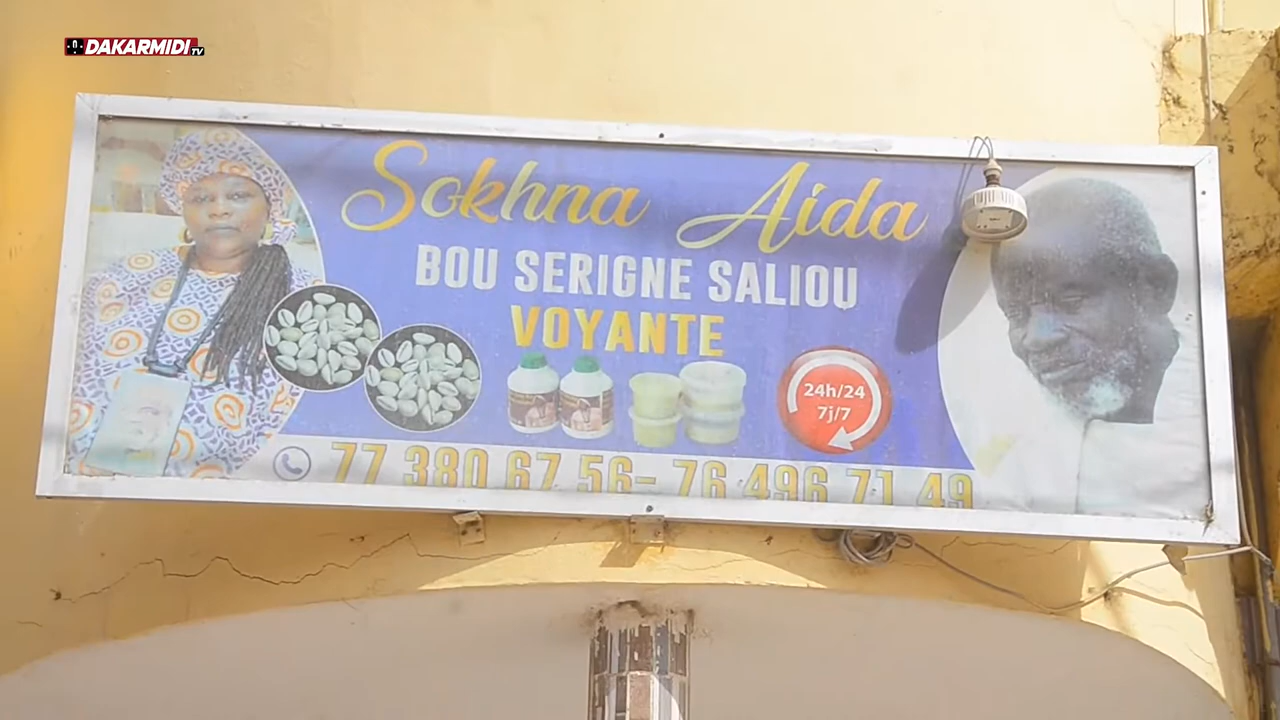 DAKARMIDI TV
Sokhna Aida
BOU SERIGNE SALIOU
VOYANTE
24h/24
7j/7
77 380 67 56- 76 496 71 49